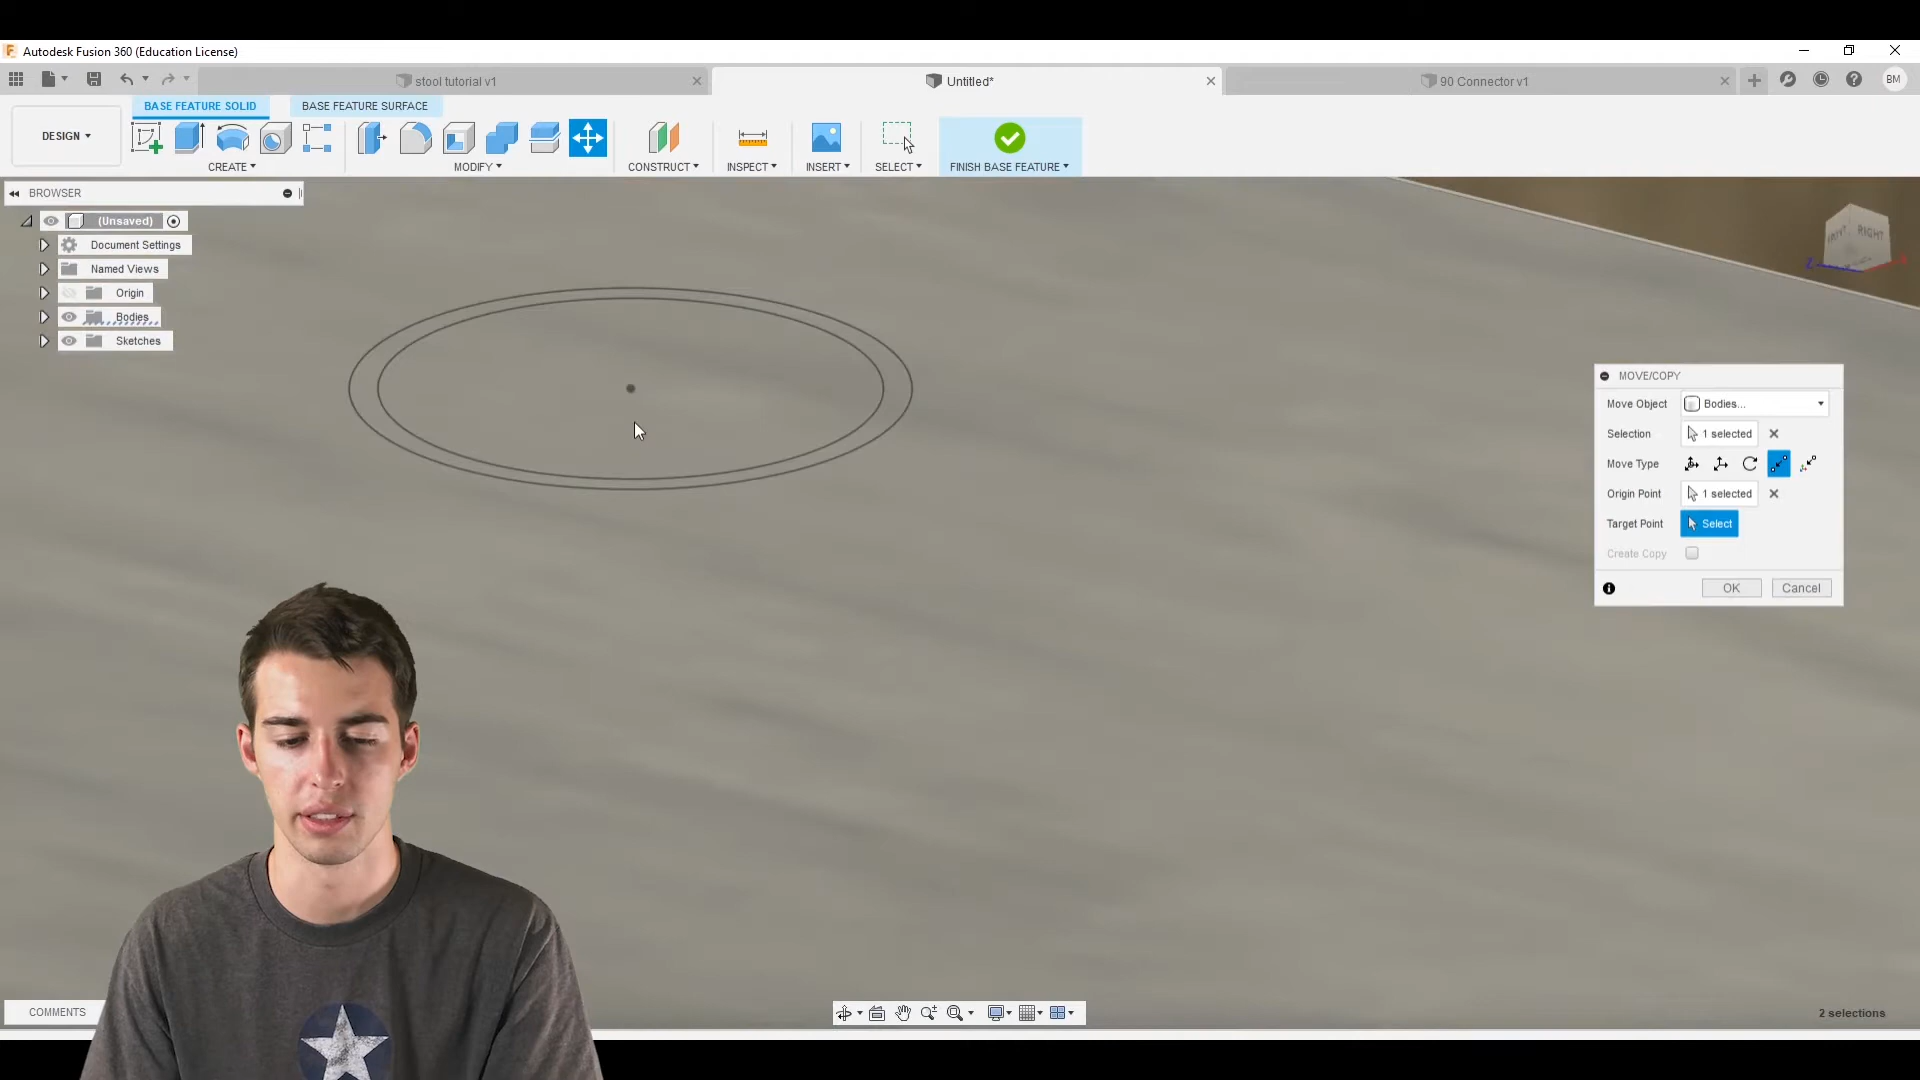 Autodesk Fusion 360 (Education License)
stool tutorial v1
Untitled*
90 Connector v1
BM
DESIGN
BASE FEATURE SOLID
BASE FEATURE SURFACE
CREATE
MODIFY
CONSTRUCT
INSPECT
INSERT
SELECT
FINISH BASE FEATURE
BROWSER
(Unsaved)
Document Settings
Named Views
Origin
Bodies
Sketches
FRONT
RIGHT
Z
X
MOVE/COPY
Move Object Bodies...
Selection 1 selected
Move Type
Origin Point 1 selected
Target Point Select
Create Copy
OK Cancel
COMMENTS
2 selections